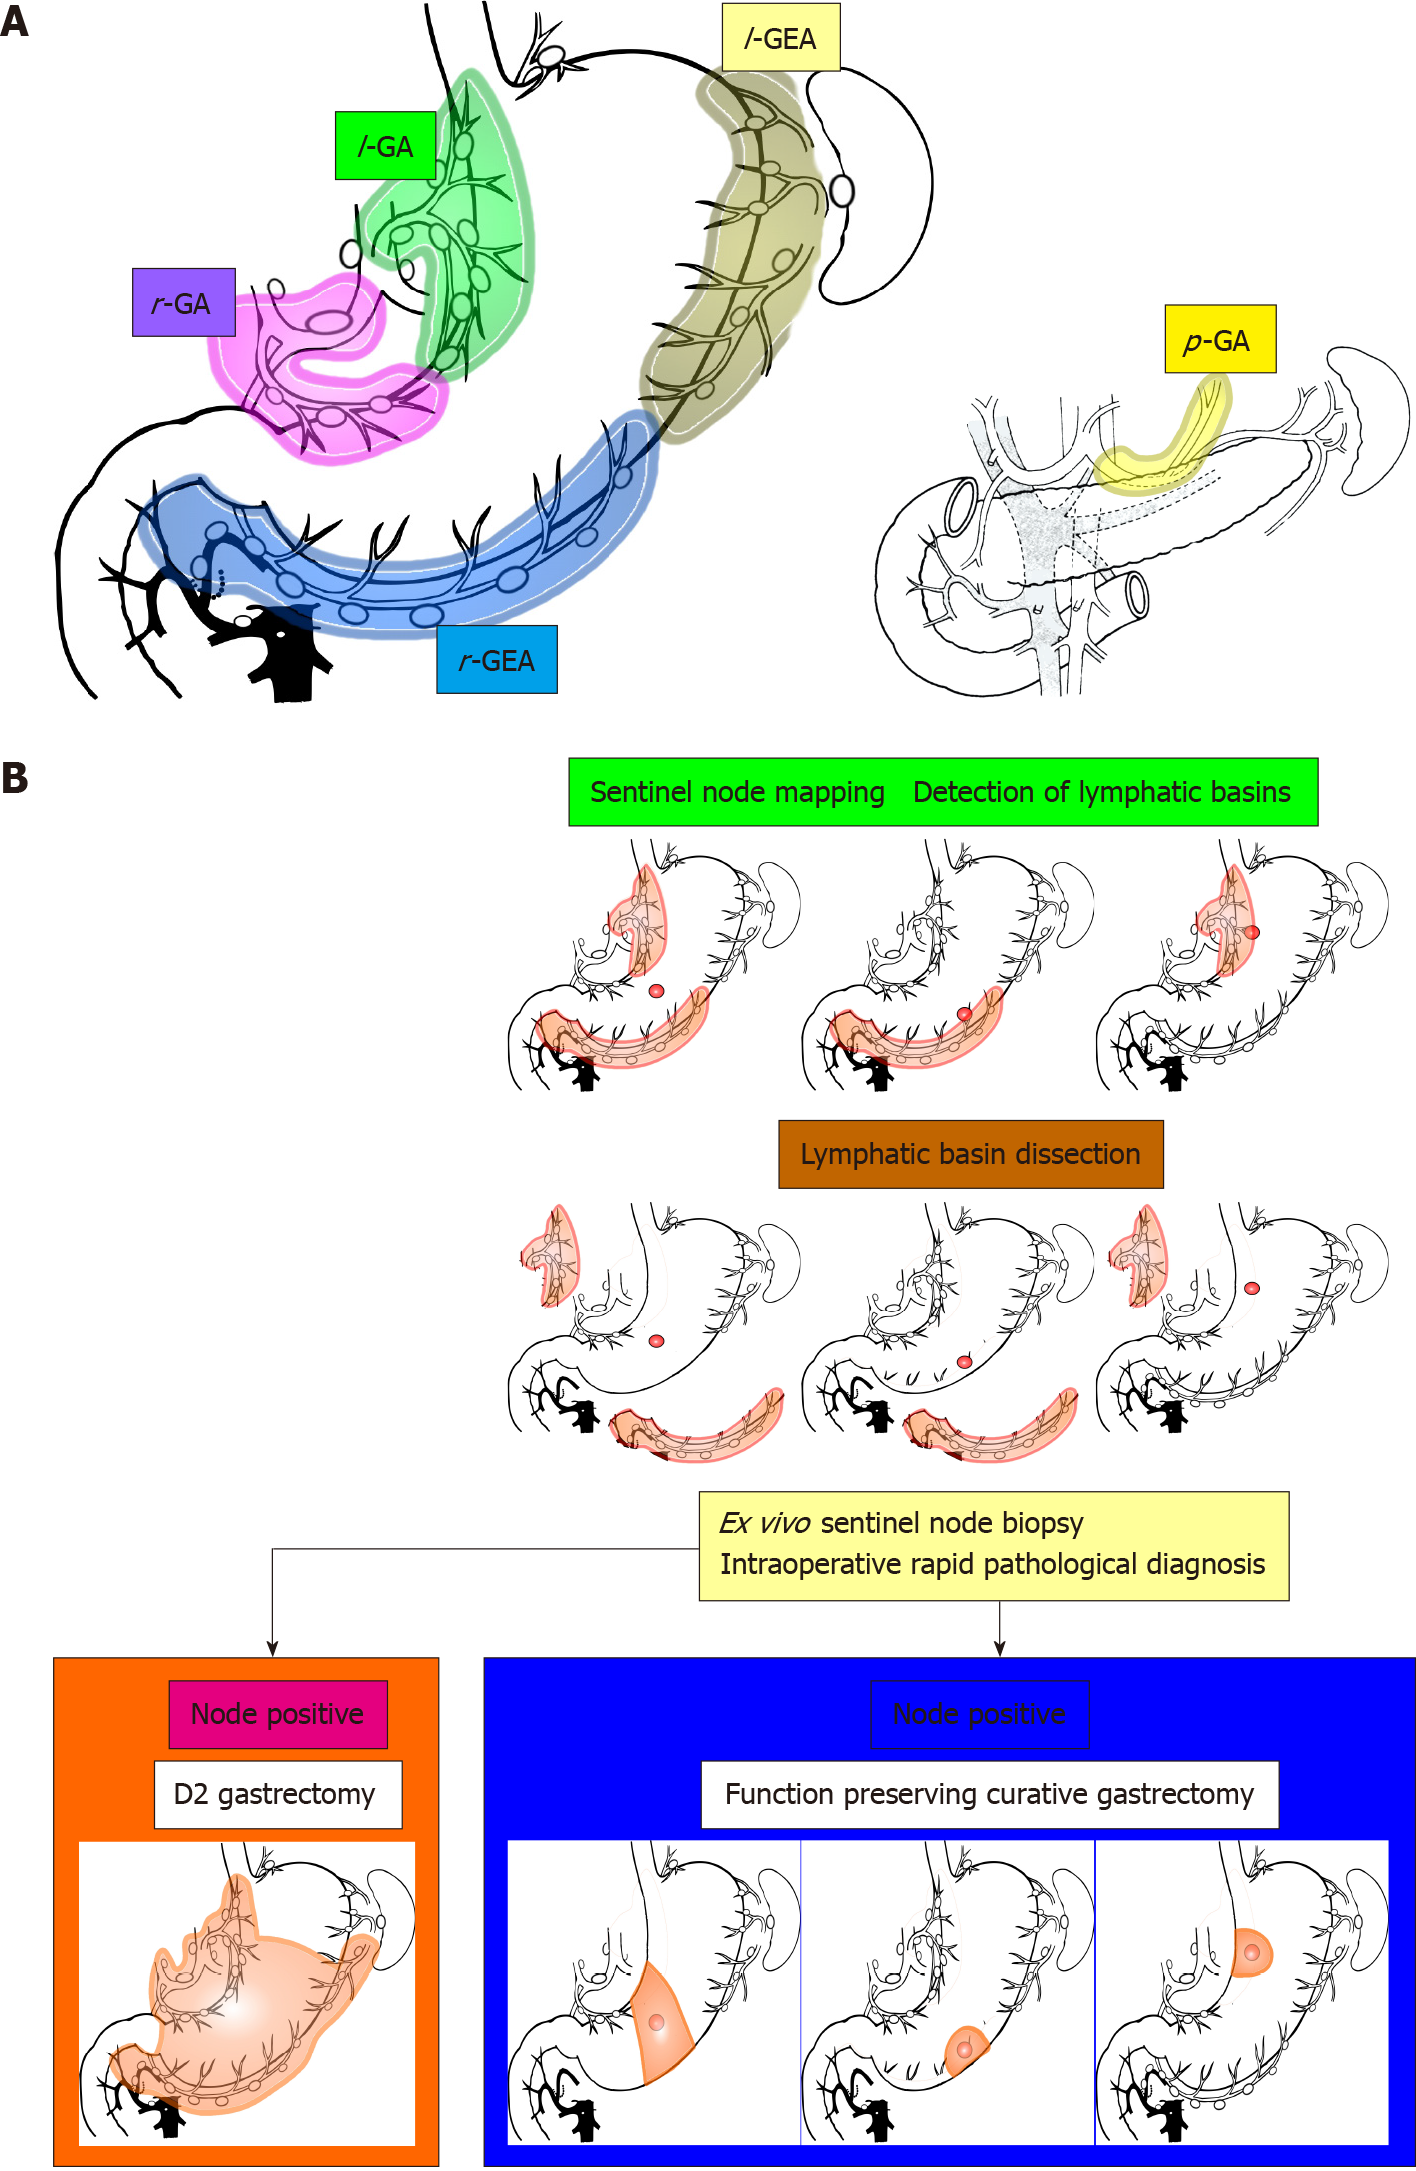 A
l-GEA
l-GA
r-GA
p-GA
r-GEA
B
Sentinel node mapping Detection of lymphatic basins
Lymphatic basin dissection
Ex vivo sentinel node biopsy
Intraoperative rapid pathological diagnosis
Node positive
Node positive
D2 gastrectomy
Function preserving curative gastrectomy